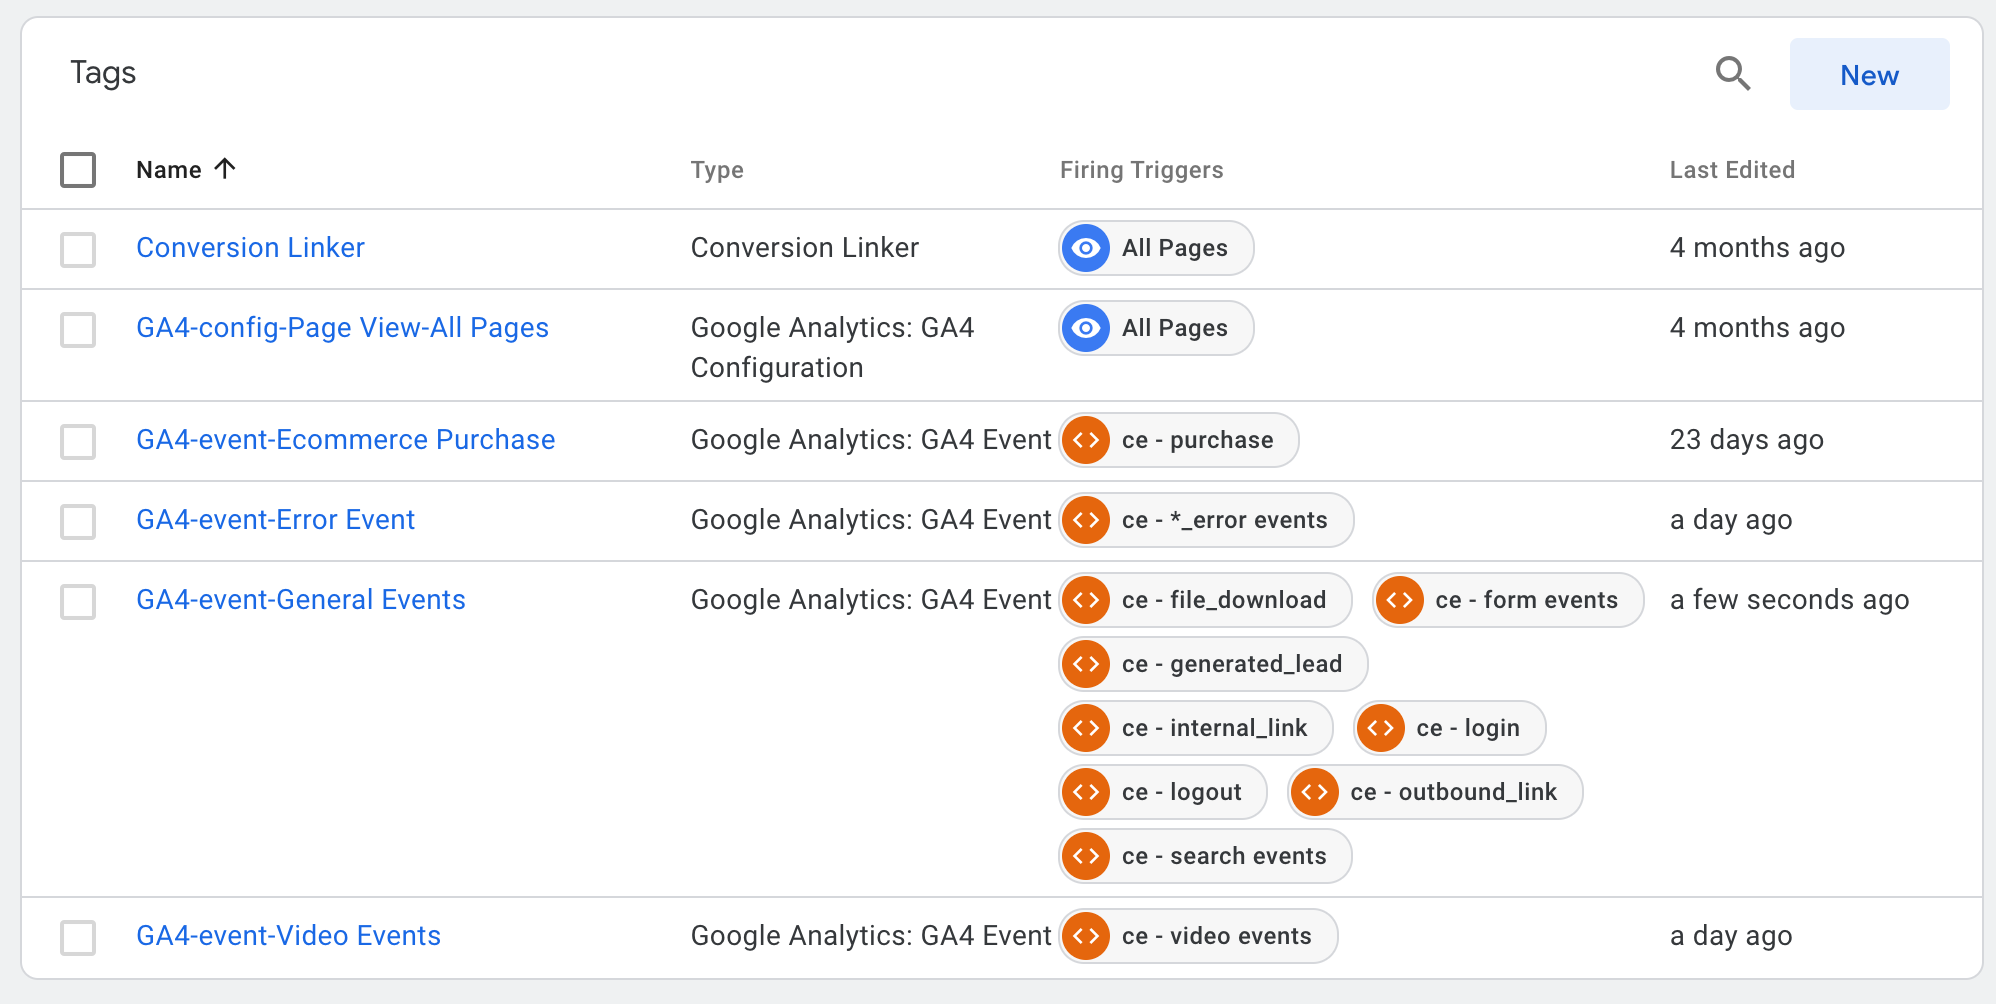 Tags
New
Name Type Firing Triggers Last Edited
Conversion Linker Conversion Linker All Pages 4 months ago
GA4-config-Page View-All Pages Google Analytics: GA4 All Pages 4 months ago
Configuration
GA4-event-Ecommerce Purchase Google Analytics: GA4 Event ce - purchase 23 days ago
GA4-event-Error Event Google Analytics: GA4 Event ce - *_error events a day ago
GA4-event-General Events Google Analytics: GA4 Event ce - file_download ce - form events a few seconds ago
ce - generated_lead
ce - internal_link ce - login
ce - logout ce - outbound_link
ce - search events
GA4-event-Video Events Google Analytics: GA4 Event ce - video events a day ago